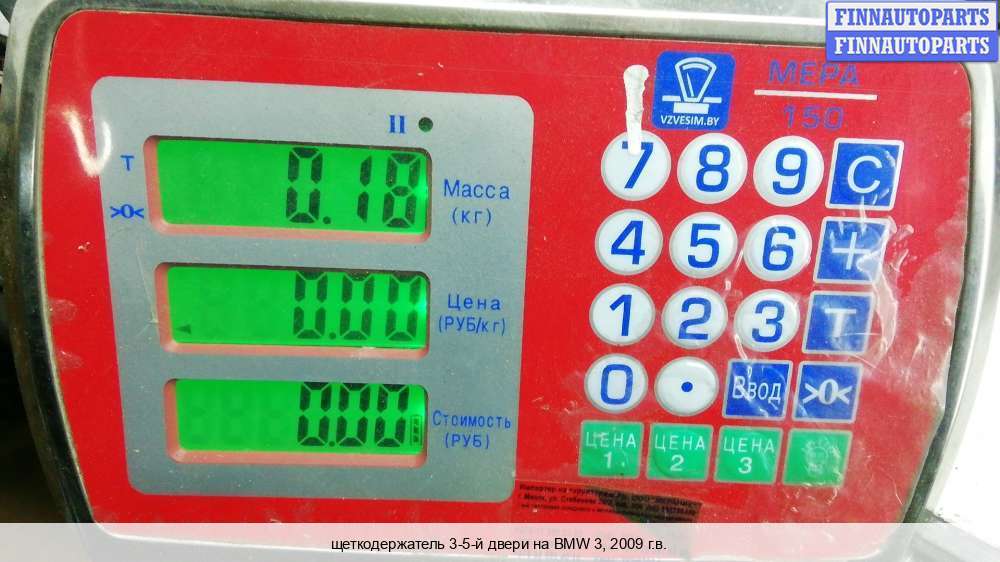 FINNAUTOPARTS
FINNAUTOPARTS
МЕРА
150
VZVESIM.BY
II
Т
0.18
Масса
(кг)
>0<
0.00
Цена
(РУБ/кг)
0.00
Стоимость
(РУБ)
7 8 9 C
4 5 6 +
1 2 3 T
0 . Ввод >0<
ЦЕНА 1 ЦЕНА 2 ЦЕНА 3
щеткодержатель 3-5-й двери на BMW 3, 2009 г.в.